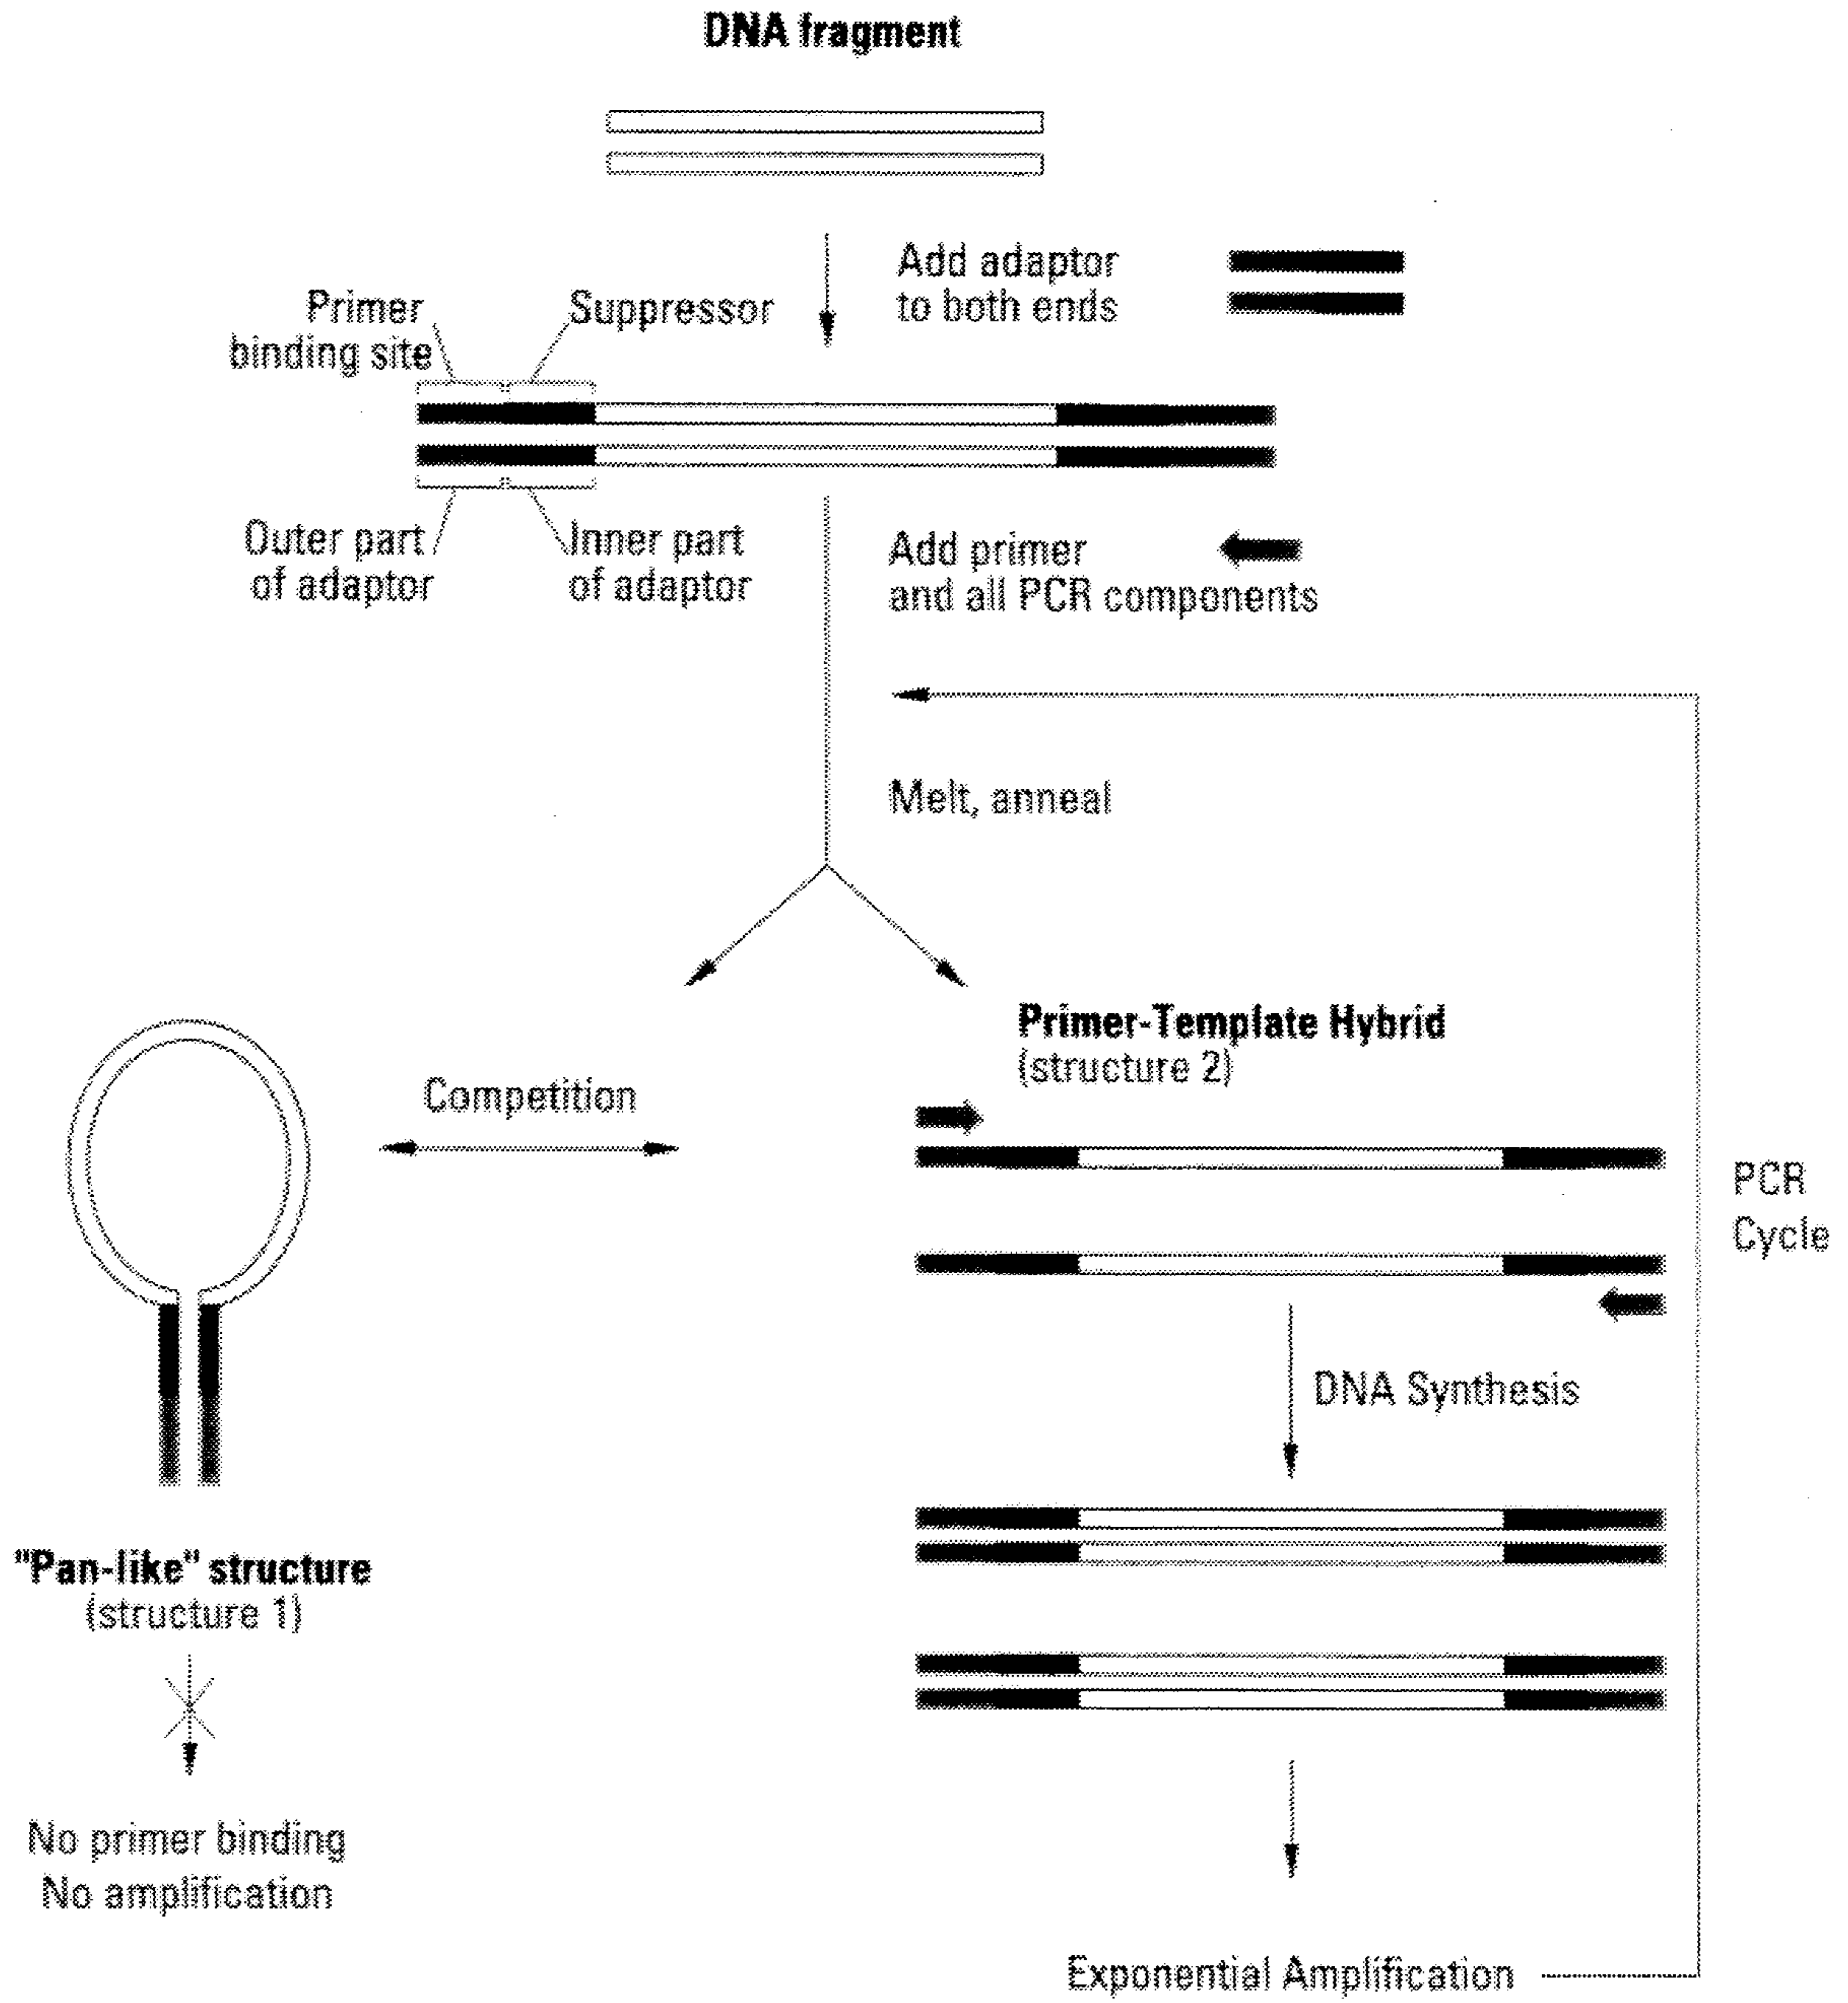 DNA fragment
Add adaptor
to both ends
Primer
binding site
Suppressor
Outer part
of adaptor
Inner part
of adaptor
Add primer
and all PCR components
Melt, anneal
Primer-Template Hybrid
(structure 2)
Competition
PCR
Cycle
DNA Synthesis
"Pan-like" structure
(structure 1)
No primer binding
No amplification
Exponential Amplification